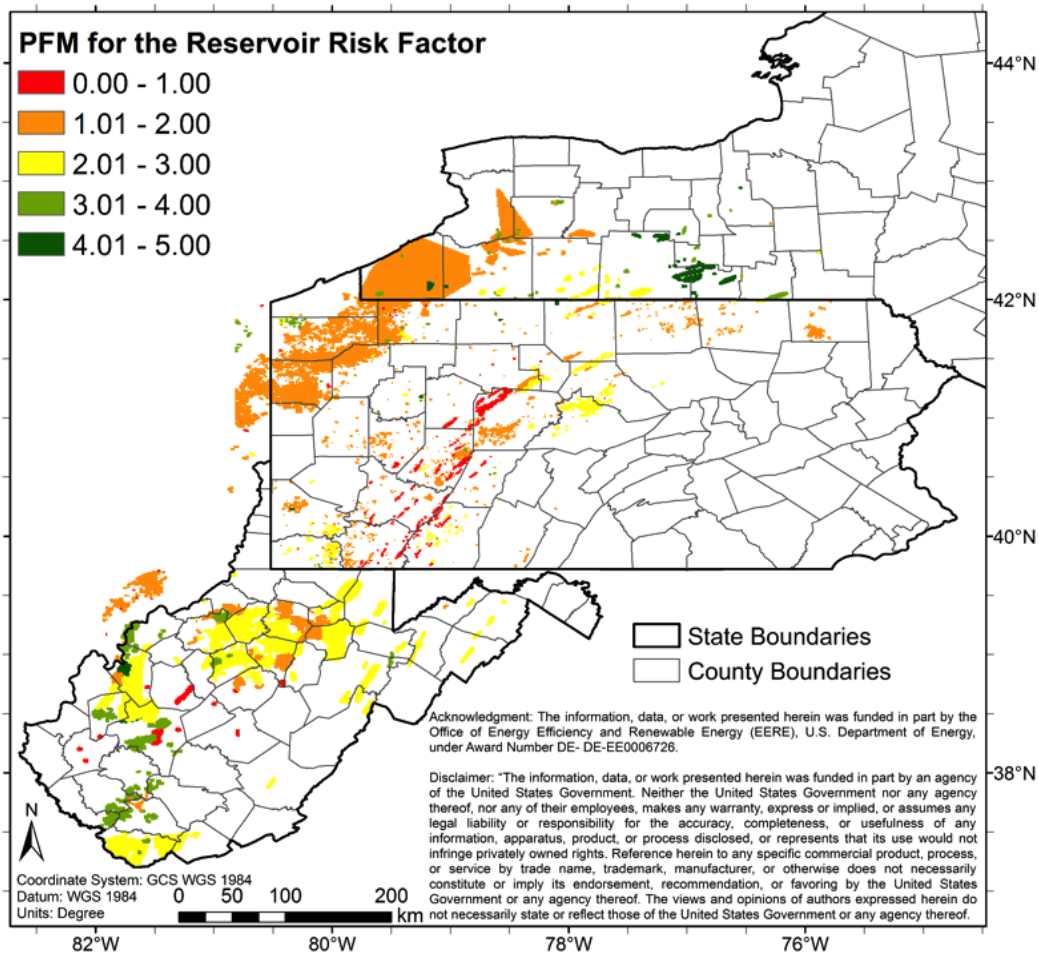 PFM for the Reservoir Risk Factor
0.00 - 1.00
1.01 - 2.00
2.01 - 3.00
3.01 - 4.00
4.01 - 5.00
44°N
42°N
40°N
State Boundaries
County Boundaries
Acknowledgment: The information, data, or work presented herein was funded in part by the
Office of Energy Efficiency and Renewable Energy (EERE), U.S. Department of Energy,
under Award Number DE- DE-EE0006726.
38°N
Disclaimer: "The information, data, or work presented herein was funded in part by an agency
of the United States Government. Neither the United States Government nor any agency
thereof, nor any of their employees, makes any warranty, express or implied, or assumes any
legal liability or responsibility for the accuracy, completeness, or usefulness of any
information, apparatus, product, or process disclosed, or represents that its use would not
infringe privately owned rights. Reference herein to any specific commercial product, process,
or service by trade name, trademark, manufacturer, or otherwise does not necessarily
constitute or imply its endorsement, recommendation, or favoring by the United States
Government or any agency thereof. The views and opinions of authors expressed herein do
not necessarily state or reflect those of the United States Government or any agency thereof.
N
Coordinate System: GCS WGS 1984
Datum: WGS 1984
Units: Degree
0 50 100 200
km
82°W 80°W 78°W 76°W